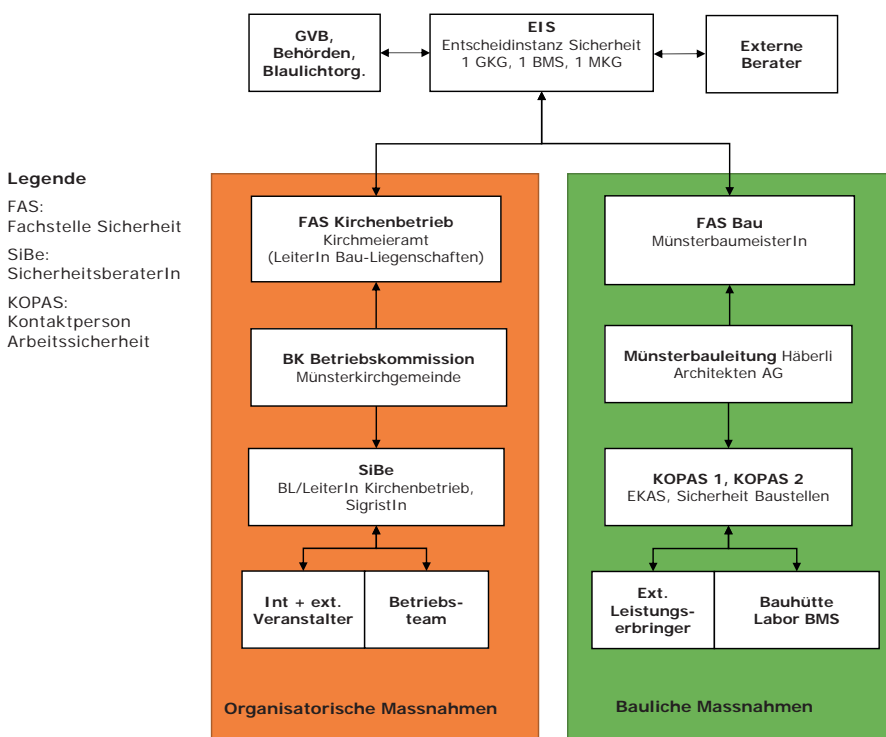 GVB,
Behörden,
Blaulichtorg.
EIS
Entscheidinstanz Sicherheit
1 GKG, 1 BMS, 1 MKG
Externe
Berater
Legende
FAS:
Fachstelle Sicherheit
SiBe:
SicherheitsberaterIn
KOPAS:
Kontaktperson
Arbeitssicherheit
FAS Kirchenbetrieb
Kirchmeieramt
(LeiterIn Bau-Liegenschaften)
BK Betriebskommission
Münsterkirchgemeinde
SiBe
BL/LeiterIn Kirchenbetrieb,
SigristIn
Int + ext.
Veranstalter
Betriebs-
team
Organisatorische Massnahmen
FAS Bau
MünsterbaumeisterIn
Münsterbauleitung Häberli
Architekten AG
KOPAS 1, KOPAS 2
EKAS, Sicherheit Baustellen
Ext.
Leistungs-
erbringer
Bauhütte
Labor BMS
Bauliche Massnahmen